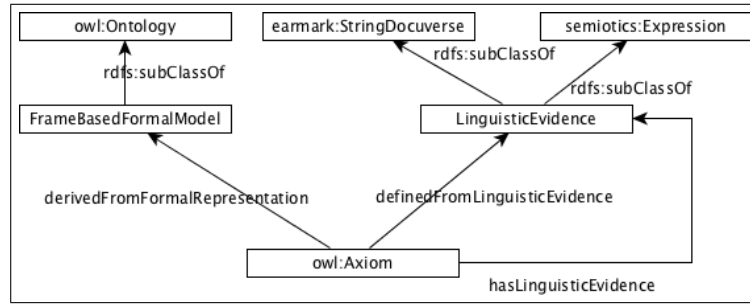 owl:Ontology
earmark:StringDocuverse
semiotics:Expression
rdfs:subClassOf
rdfs:subClassOf
rdfs:subClassOf
FrameBasedFormalModel
LinguisticEvidence
derivedFromFormalRepresentation
definedFromLinguisticEvidence
owl:Axiom
hasLinguisticEvidence